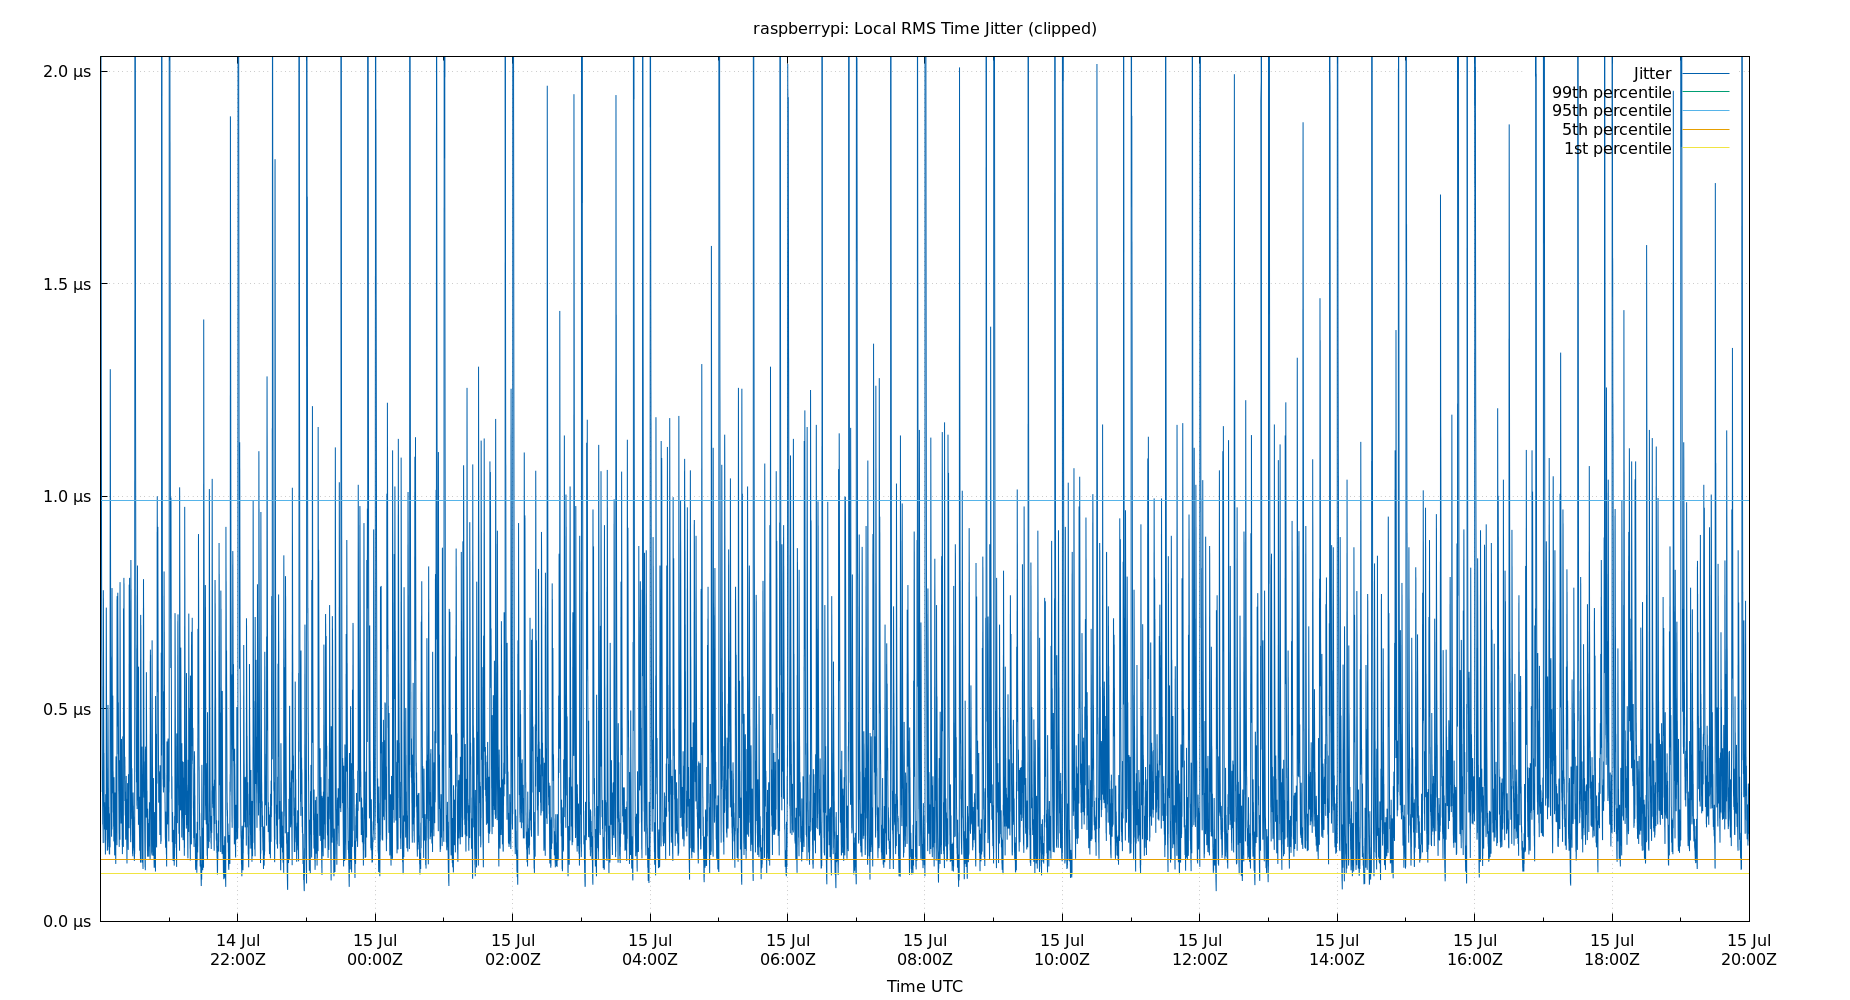 raspberrypi: Local RMS Time Jitter (clipped)
2.0 µs
1.5 µs
1.0 µs
0.5 µs
0.0 µs
Jitter
99th percentile
95th percentile
5th percentile
1st percentile
14 Jul 15 Jul 15 Jul 15 Jul 15 Jul 15 Jul 15 Jul 15 Jul 15 Jul 15 Jul 15 Jul 15 Jul
22:00Z 00:00Z 02:00Z 04:00Z 06:00Z 08:00Z 10:00Z 12:00Z 14:00Z 16:00Z 18:00Z 20:00Z
Time UTC